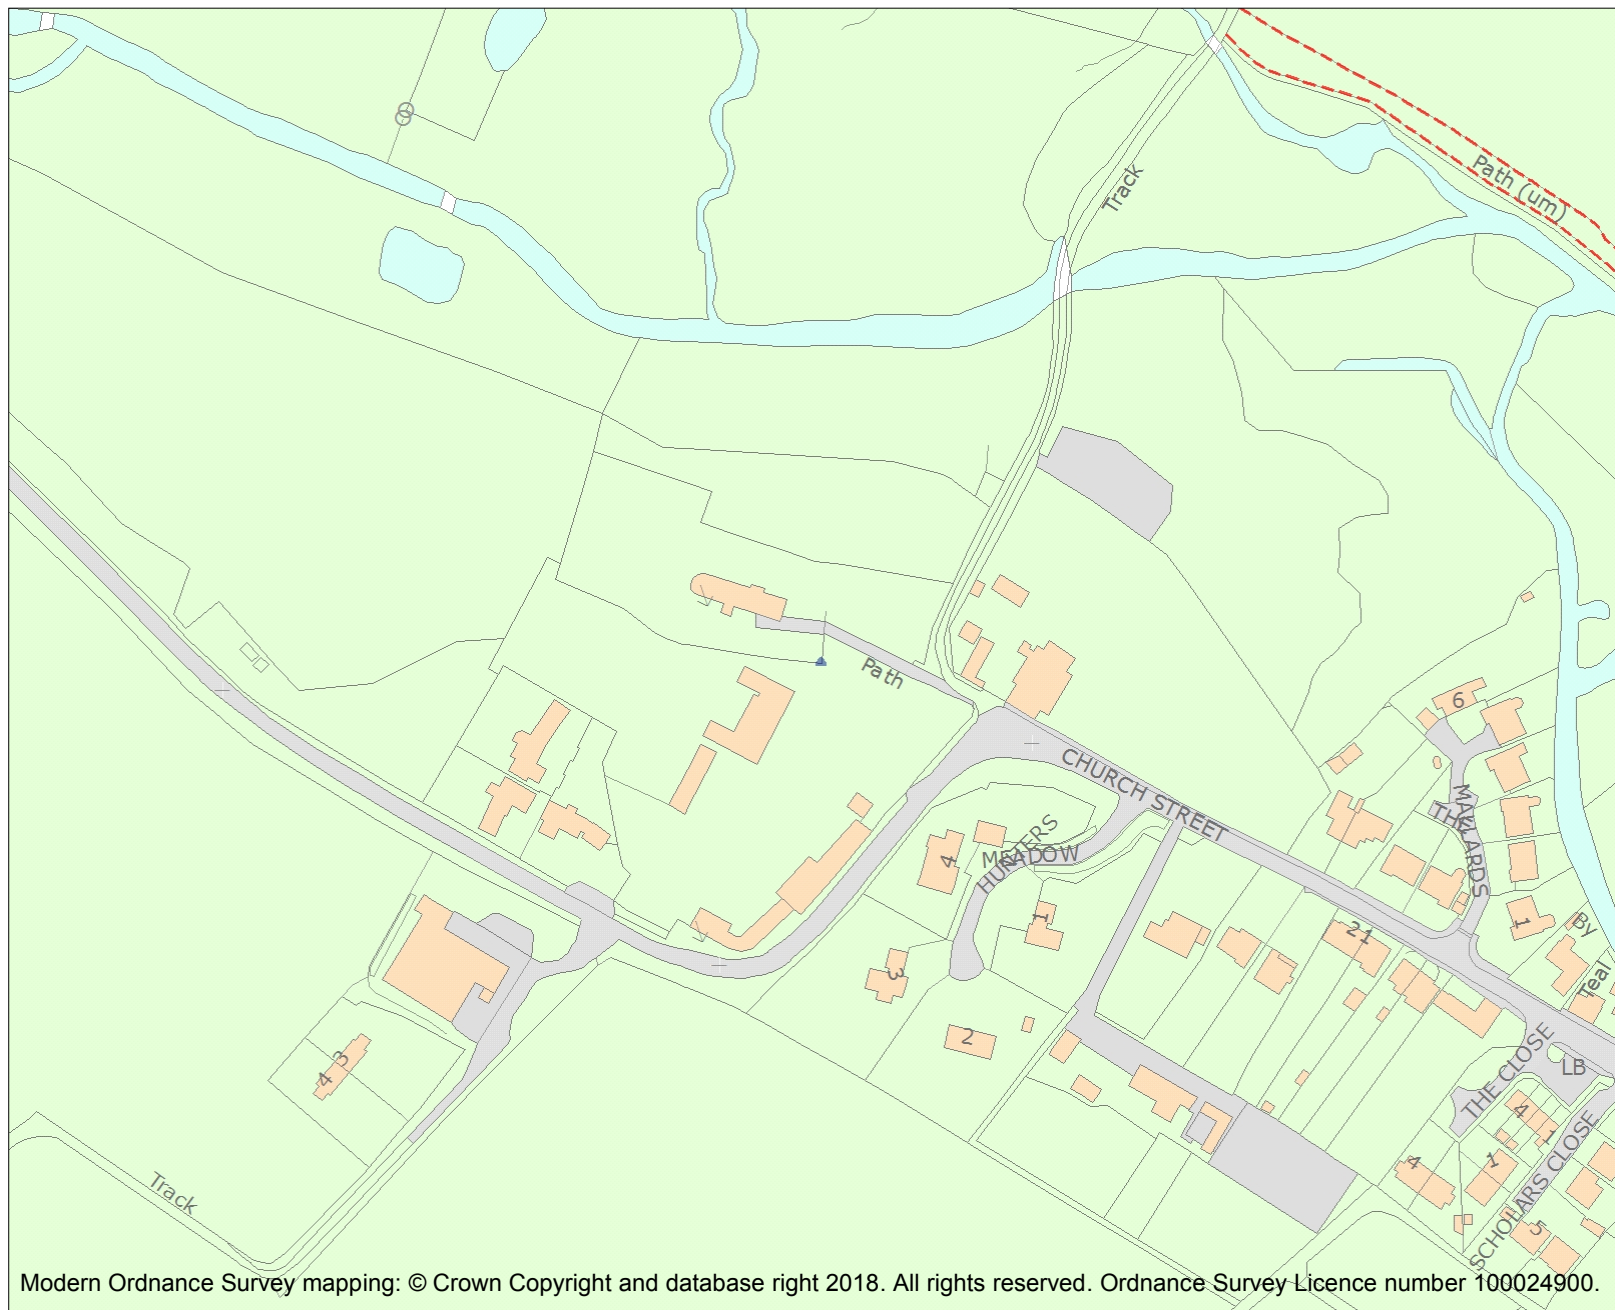 Path (um)
Track
Path
CHURCH STREET
6
THE
MALLARDS
HUNTERS
MEADOW
4
1
1
21
By
3
Teal
2
3
4
THE CLOSE
LB
4
1
4
1
SCHOLARS CLOSE
5
Track
Modern Ordnance Survey mapping: © Crown Copyright and database right 2018. All rights reserved. Ordnance Survey Licence number 100024900.